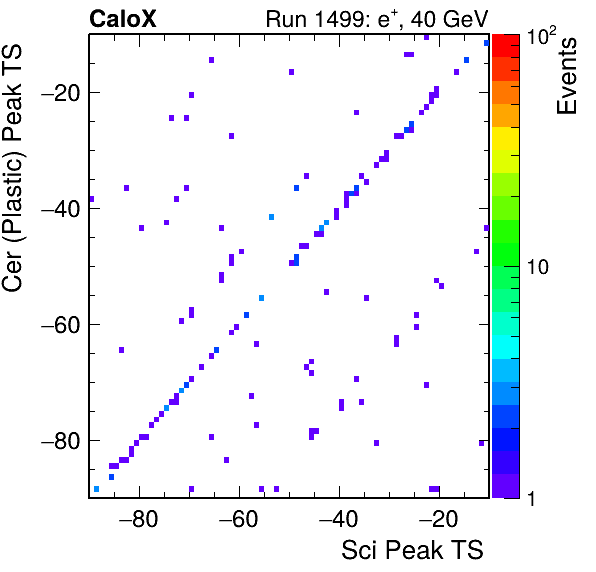 CaloX Run 1499: e⁺, 40 GeV
Cer (Plastic) Peak TS
−20
−40
−60
−80
−80 −60 −40 −20
Sci Peak TS
10²
10
1
Events